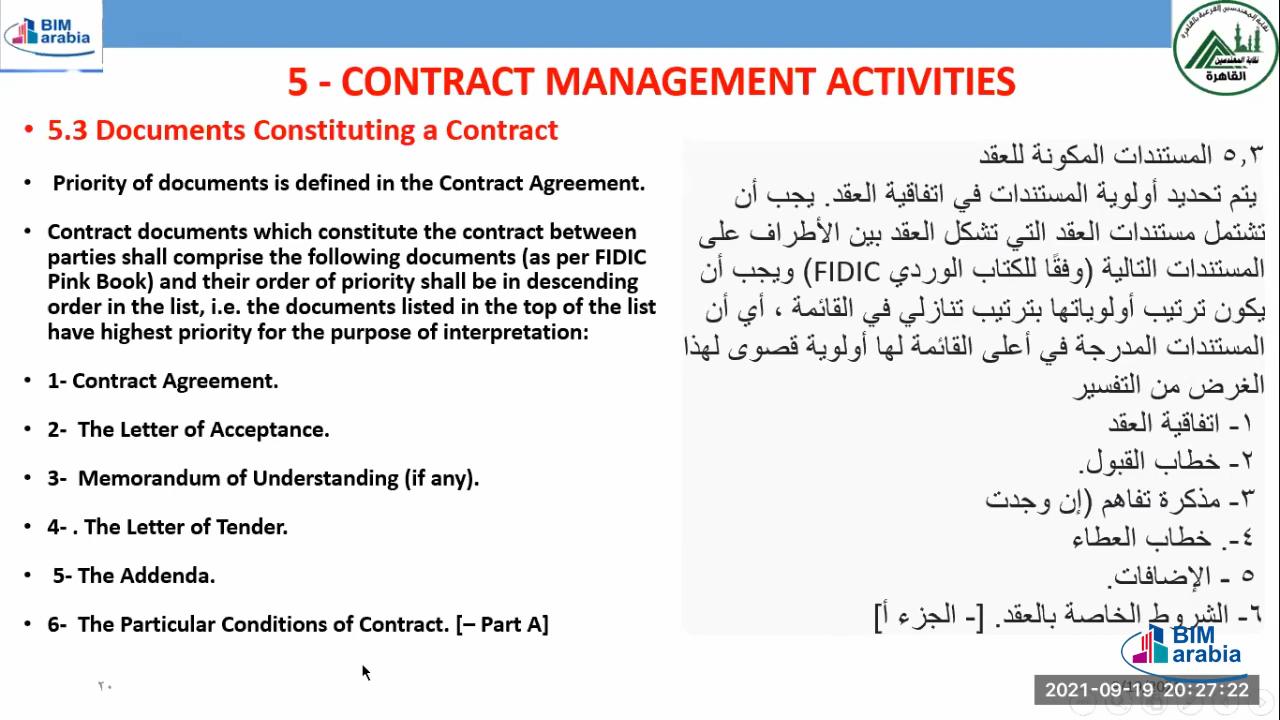 BIM
arabia
نقابة المهندسين
القاهرة
5 - CONTRACT MANAGEMENT ACTIVITIES
• 5.3 Documents Constituting a Contract
• Priority of documents is defined in the Contract Agreement.
• Contract documents which constitute the contract between
parties shall comprise the following documents (as per FIDIC
Pink Book) and their order of priority shall be in descending
order in the list, i.e. the documents listed in the top of the list
have highest priority for the purpose of interpretation:
• 1- Contract Agreement.
• 2- The Letter of Acceptance.
• 3- Memorandum of Understanding (if any).
• 4- . The Letter of Tender.
• 5- The Addenda.
• 6- The Particular Conditions of Contract. [– Part A]
٥,٣ المستندات المكونة للعقد
يتم تحديد أولوية المستندات في اتفاقية العقد. يجب أن
تشتمل مستندات العقد التي تشكل العقد بين الأطراف على
المستندات التالية (وفقًا للكتاب الوردي FIDIC) ويجب أن
يكون ترتيب أولوياتها بترتيب تنازلي في القائمة ، أي أن
المستندات المدرجة في أعلى القائمة لها أولوية قصوى لهذا
الغرض من التفسير
١- اتفاقية العقد
٢- خطاب القبول.
٣- مذكرة تفاهم (إن وجدت
٤-. خطاب العطاء
٥ - الإضافات.
٦- الشروط الخاصة بالعقد. [- الجزء أ]
BIM
arabia
٢٠
2021-09-19 20:27:22